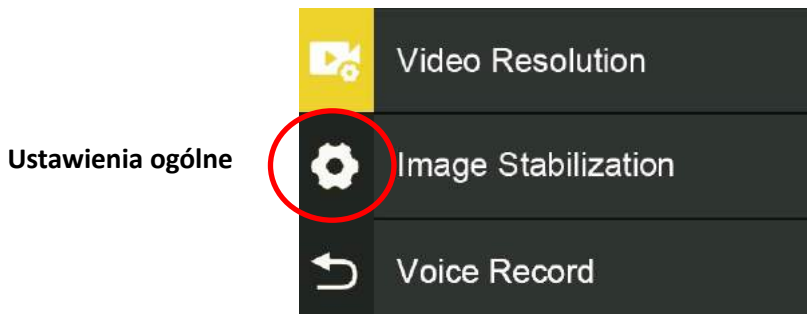 Video Resolution
Ustawienia ogólne
Image Stabilization
Voice Record